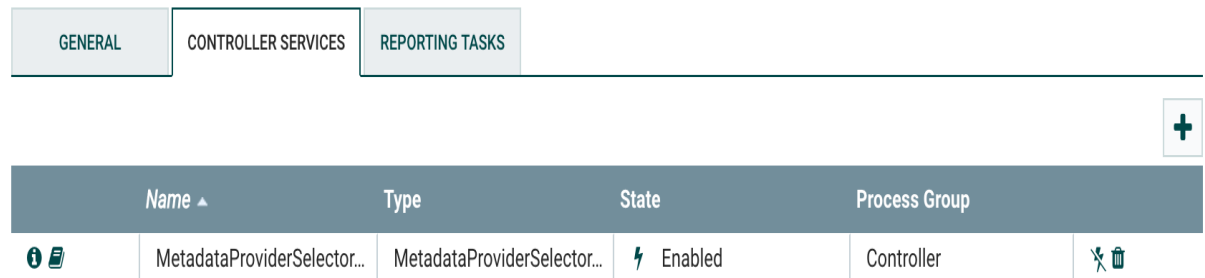 GENERAL CONTROLLER SERVICES REPORTING TASKS
Name Type State Process Group
MetadataProviderSelector... MetadataProviderSelector... Enabled Controller